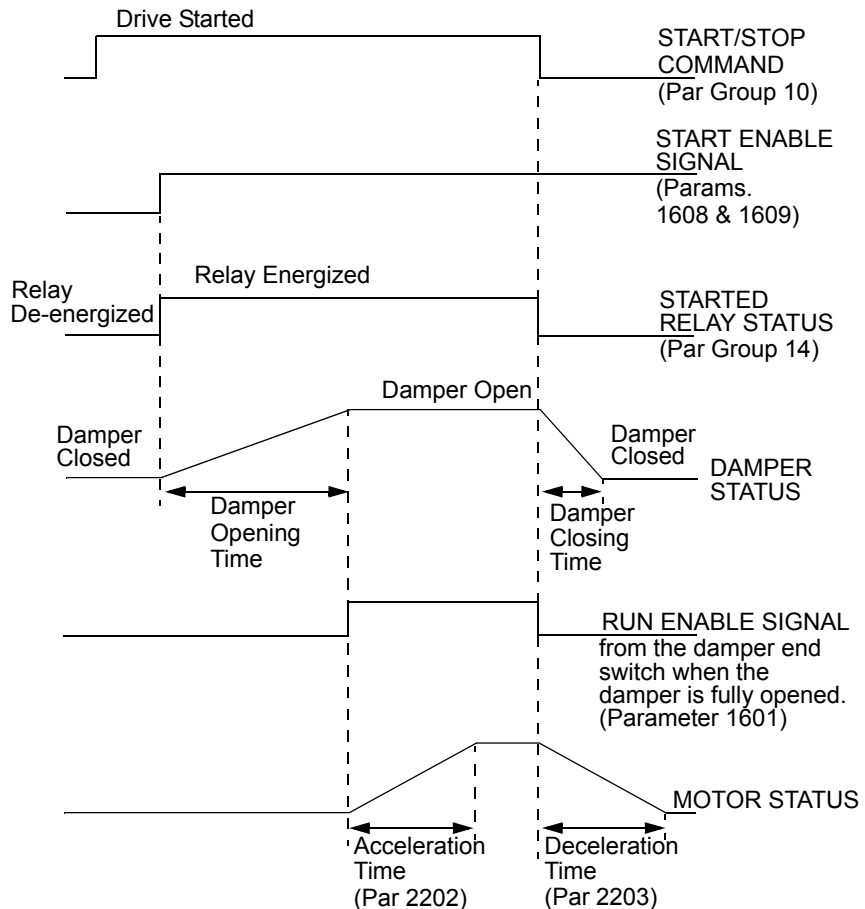 Drive Started
START/STOP
COMMAND
(Par Group 10)
START ENABLE
SIGNAL
(Params.
1608 & 1609)
Relay
De-energized
Relay Energized
STARTED
RELAY STATUS
(Par Group 14)
Damper Open
Damper
Closed
Damper
Closed
DAMPER
STATUS
Damper
Opening
Time
Damper
Closing
Time
RUN ENABLE SIGNAL
from the damper end
switch when the
damper is fully opened.
(Parameter 1601)
MOTOR STATUS
Acceleration
Time
(Par 2202)
Deceleration
Time
(Par 2203)